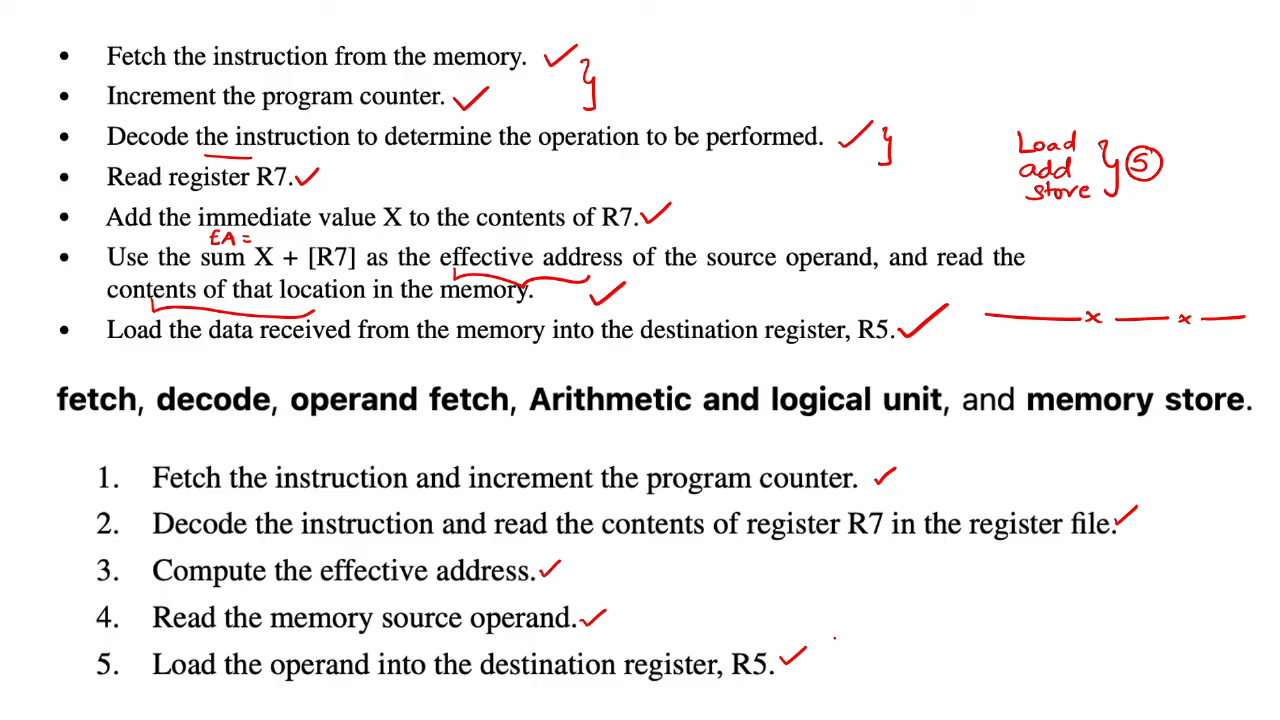 • Fetch the instruction from the memory.
• Increment the program counter.
• Decode the instruction to determine the operation to be performed.
Load
add
store
5
• Read register R7.
• Add the immediate value X to the contents of R7.
EA =
• Use the sum X + [R7] as the effective address of the source operand, and read the
contents of that location in the memory.
• Load the data received from the memory into the destination register, R5.
fetch, decode, operand fetch, Arithmetic and logical unit, and memory store.
1. Fetch the instruction and increment the program counter.
2. Decode the instruction and read the contents of register R7 in the register file.
3. Compute the effective address.
4. Read the memory source operand.
5. Load the operand into the destination register, R5.